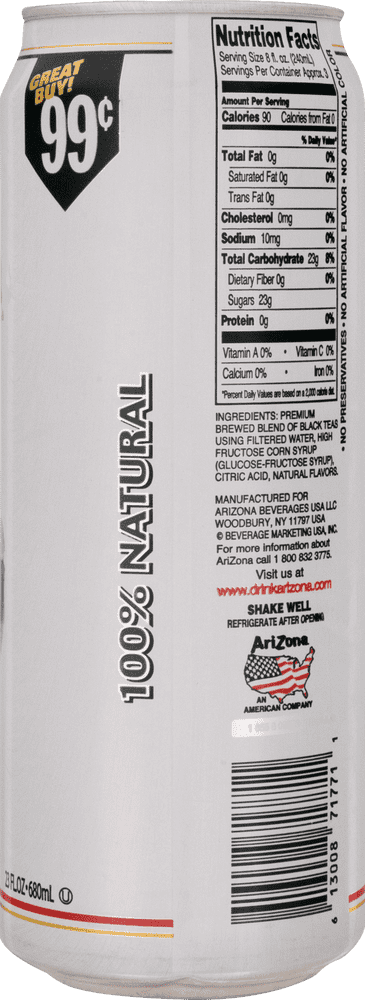 GREAT
BUY!
99¢
100% NATURAL
23 FL.OZ•680mL U
Nutrition Facts
Serving Size 8 fl. oz. (240mL)
Servings Per Container Approx. 3
Amount Per Serving
Calories 90 Calories from Fat 0
% Daily Value*
Total Fat 0g 0%
Saturated Fat 0g 0%
Trans Fat 0g
Cholesterol 0mg 0%
Sodium 10mg 0%
Total Carbohydrate 23g 8%
Dietary Fiber 0g 0%
Sugars 23g
Protein 0g 0%
Vitamin A 0% • Vitamin C 0%
Calcium 0% • Iron 0%
*Percent Daily Values are based on a 2,000 calorie diet.
• NO PRESERVATIVES • NO ARTIFICIAL FLAVOR • NO ARTIFICIAL COLOR
INGREDIENTS: PREMIUM
BREWED BLEND OF BLACK TEAS
USING FILTERED WATER, HIGH
FRUCTOSE CORN SYRUP
(GLUCOSE-FRUCTOSE SYRUP),
CITRIC ACID, NATURAL FLAVORS.
MANUFACTURED FOR
ARIZONA BEVERAGES USA LLC
WOODBURY, NY 11797 USA
© BEVERAGE MARKETING USA, INC.
For more information about
AriZona call 1 800 832 3775.
Visit us at
www.drinkarizona.com
SHAKE WELL
REFRIGERATE AFTER OPENING
AriZona
AN
AMERICAN COMPANY
6 13008 71771 1